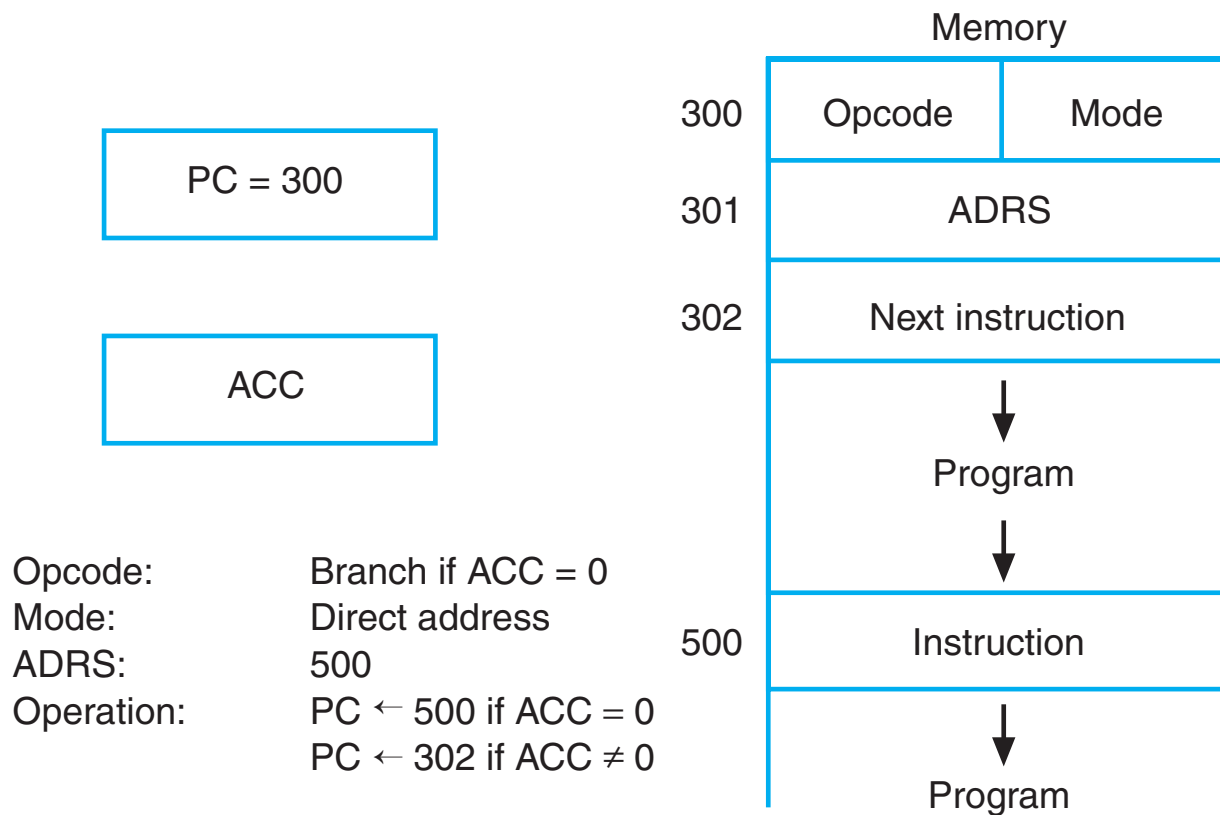 Memory
300 Opcode Mode
PC = 300
301 ADRS
302 Next instruction
ACC
Program
Opcode: Branch if ACC = 0
Mode: Direct address
ADRS: 500
Operation: PC ← 500 if ACC = 0
PC ← 302 if ACC ≠ 0
500 Instruction
Program